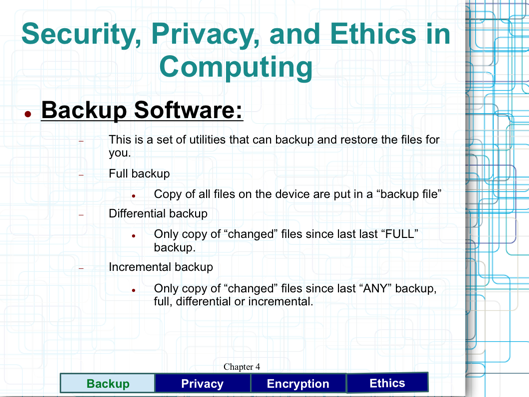 Security, Privacy, and Ethics in
Computing
Backup Software:
This is a set of utilities that can backup and restore the files for
you.
Full backup
Copy of all files on the device are put in a “backup file”
Differential backup
Only copy of “changed” files since last last “FULL”
backup.
Incremental backup
Only copy of “changed” files since last “ANY” backup,
full, differential or incremental.
Chapter 4
Backup Privacy Encryption Ethics